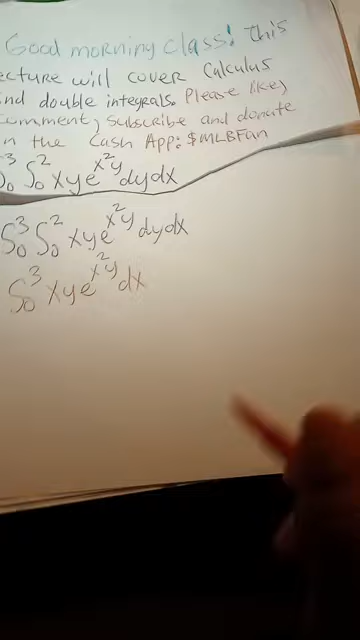 Good morning class! This
ecture will cover Calculus
and double integrals. Please like,
comment, subscribe and donate
n the Cash App: $MLBFan
∫₀³ ∫₀² xye^(x²y) dydx
∫₀³ ∫₀² xye^(x²y) dydx
∫₀³ xye^(x²y) dx